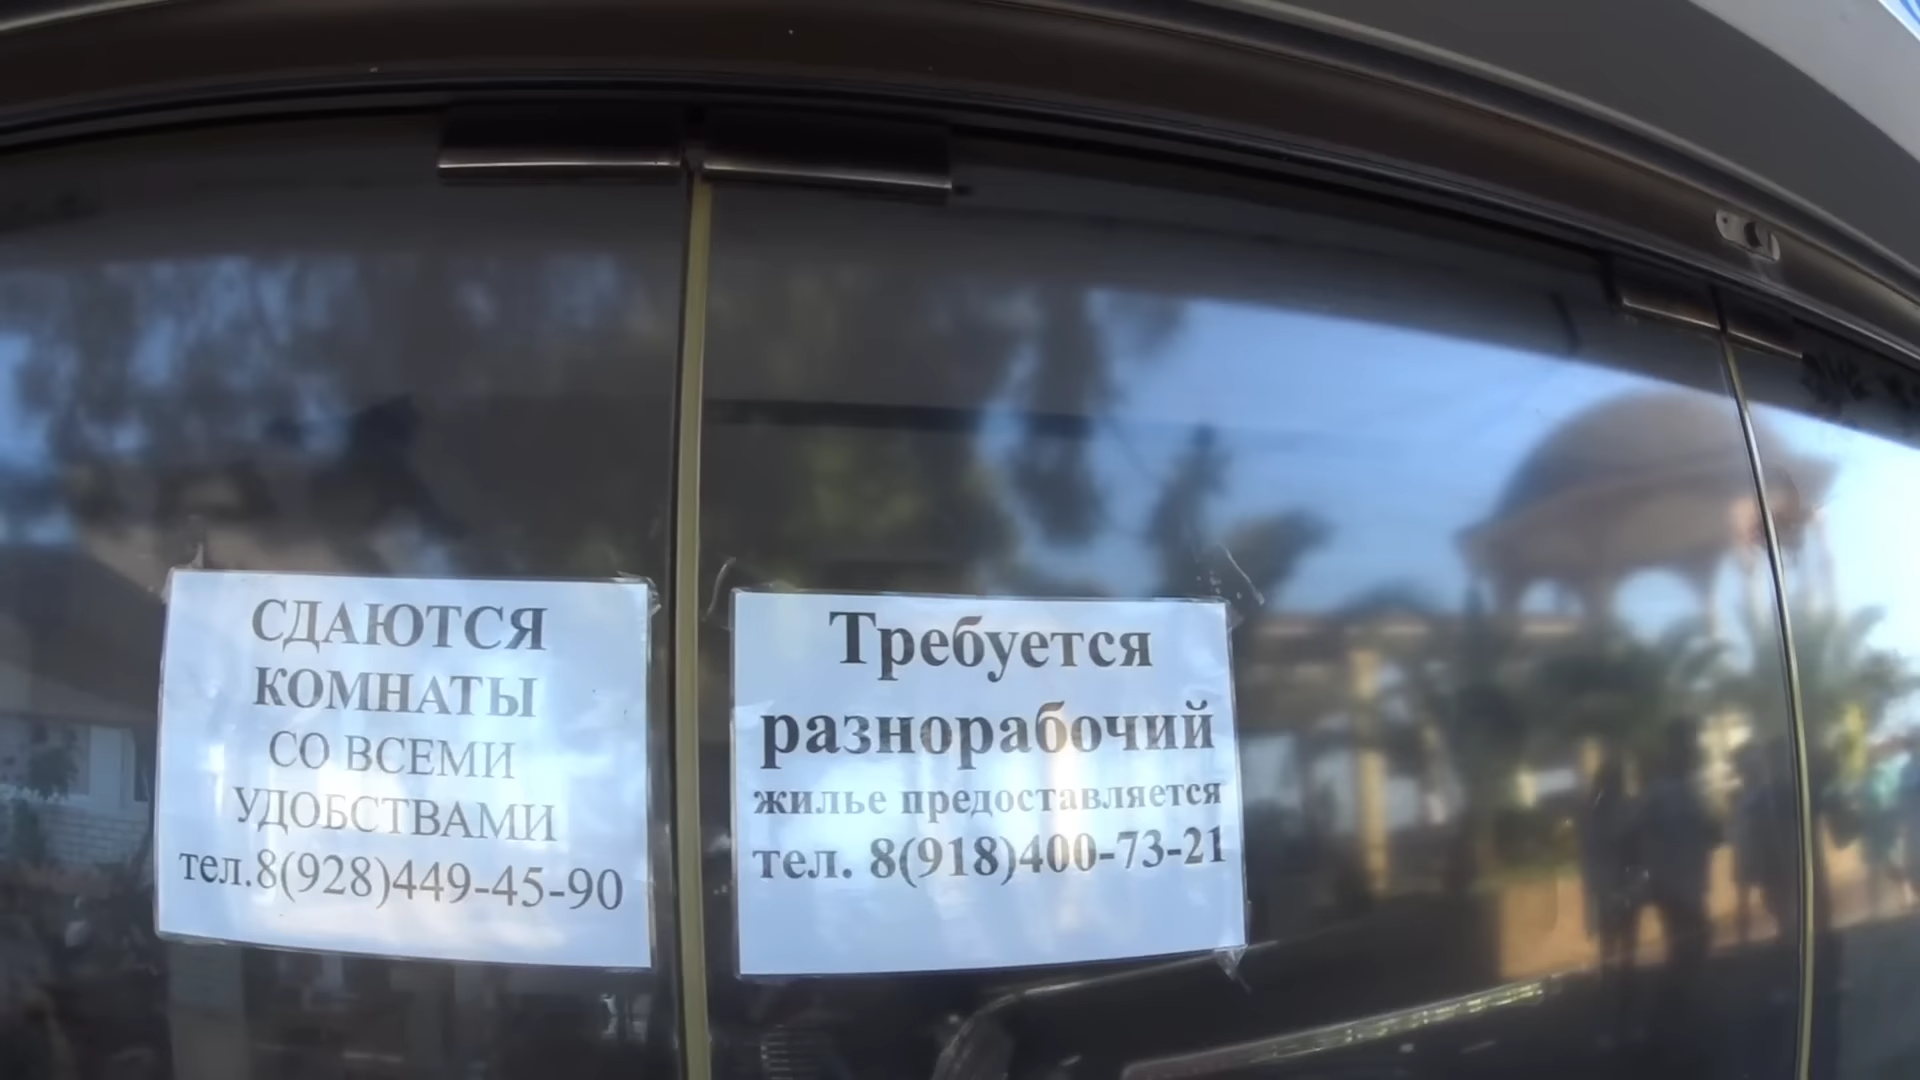 СДАЮТСЯ
КОМНАТЫ
СО ВСЕМИ
УДОБСТВАМИ
тел.8(928)449-45-90
Требуется
разнорабочий
жилье предоставляется
тел. 8(918)400-73-21